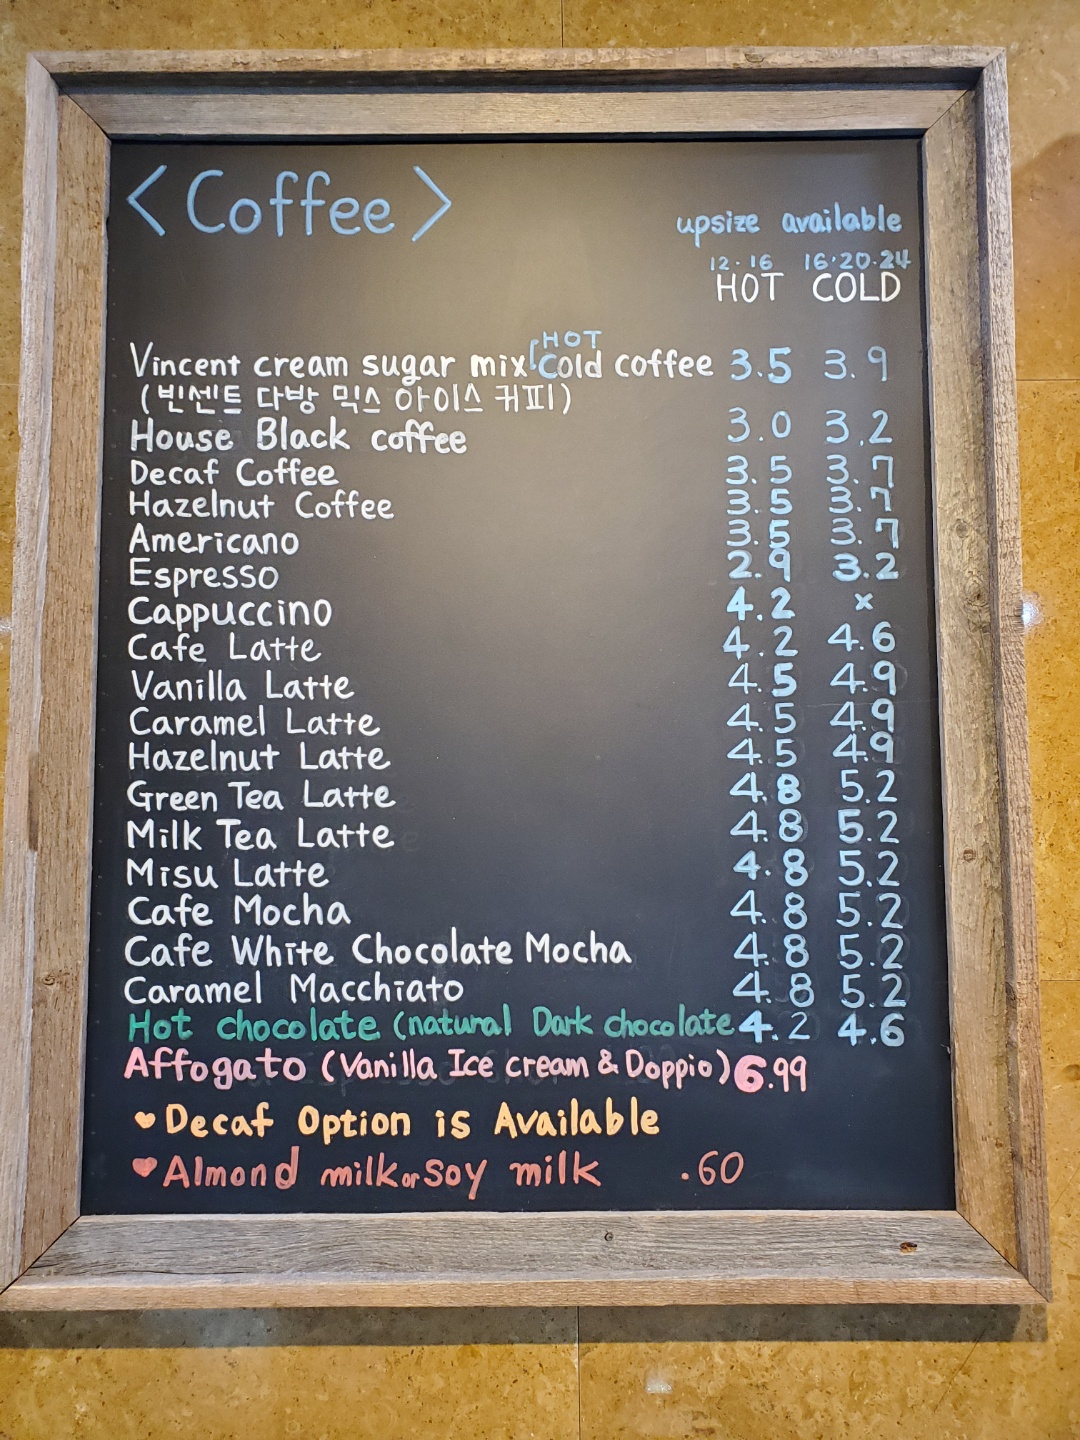 <Coffee>
upsize available
12·16 16·20·24
HOT COLD
Vincent cream sugar mix HOT Cold coffee 3.5 3.9
(빈센트 다방 믹스 아이스 커피)
House Black coffee 3.0 3.2
Decaf Coffee 3.5 3.7
Hazelnut Coffee 3.5 3.7
Americano 3.5 3.7
Espresso 2.9 3.2
Cappuccino 4.2 x
Cafe Latte 4.2 4.6
Vanilla Latte 4.5 4.9
Caramel Latte 4.5 4.9
Hazelnut Latte 4.5 4.9
Green Tea Latte 4.8 5.2
Milk Tea Latte 4.8 5.2
Misu Latte 4.8 5.2
Cafe Mocha 4.8 5.2
Cafe White Chocolate Mocha 4.8 5.2
Caramel Macchiato 4.8 5.2
Hot chocolate (natural Dark chocolate 4.2 4.6
Affogato (Vanilla Ice cream & Doppio) 6.99
♥ Decaf Option is Available
♥ Almond milk or soy milk .60